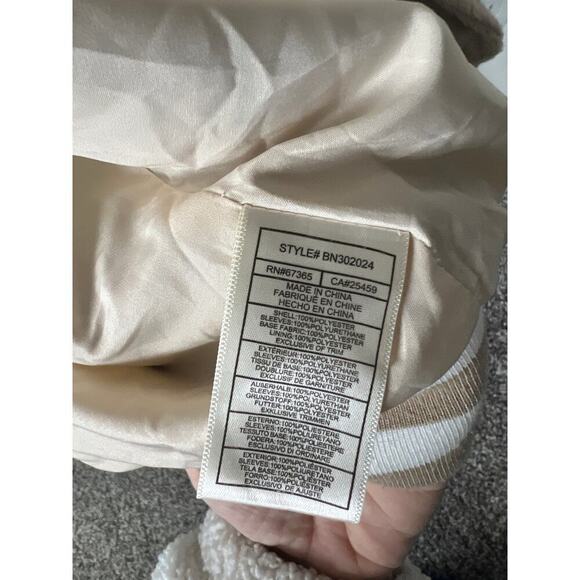 STYLE# BN302024
RN#67365 CA#25459
MADE IN CHINA
FABRIQUÉ EN CHINE
HECHO EN CHINA
SHELL:100%POLYESTER
SLEEVES:100%POLYURETHANE
BASE FABRIC:100%POLYESTER
LINING:100%POLYESTER
EXCLUSIVE OF TRIM
EXTÉRIEUR:100%POLYESTER
SLEEVES:100%POLYURETHANE
TISSU DE BASE:100%POLYESTER
DOUBLURE:100%POLYESTER
EXCLUSIF DE GARNITURE
AUSSERHALB:100%POLYESTER
SLEEVES:100%POLYURETHAN
GRUNDSTOFF:100%POLYESTER
FUTTER:100%POLYESTER
EXKLUSIVE TRIMMEN
ESTERNO:100%POLIESTERE
SLEEVES:100%POLIURETANO
TESSUTO BASE:100%POLIESTERE
FODERA:100%POLIESTERE
ESCLUSIVO DI ORDINARE
EXTERIOR:100%POLIÉSTER
SLEEVES:100%POLIURETANO
TELA BASE:100%POLIÉSTER
FORRO:100%POLIÉSTER
EXCLUSIVO DE AJUSTE